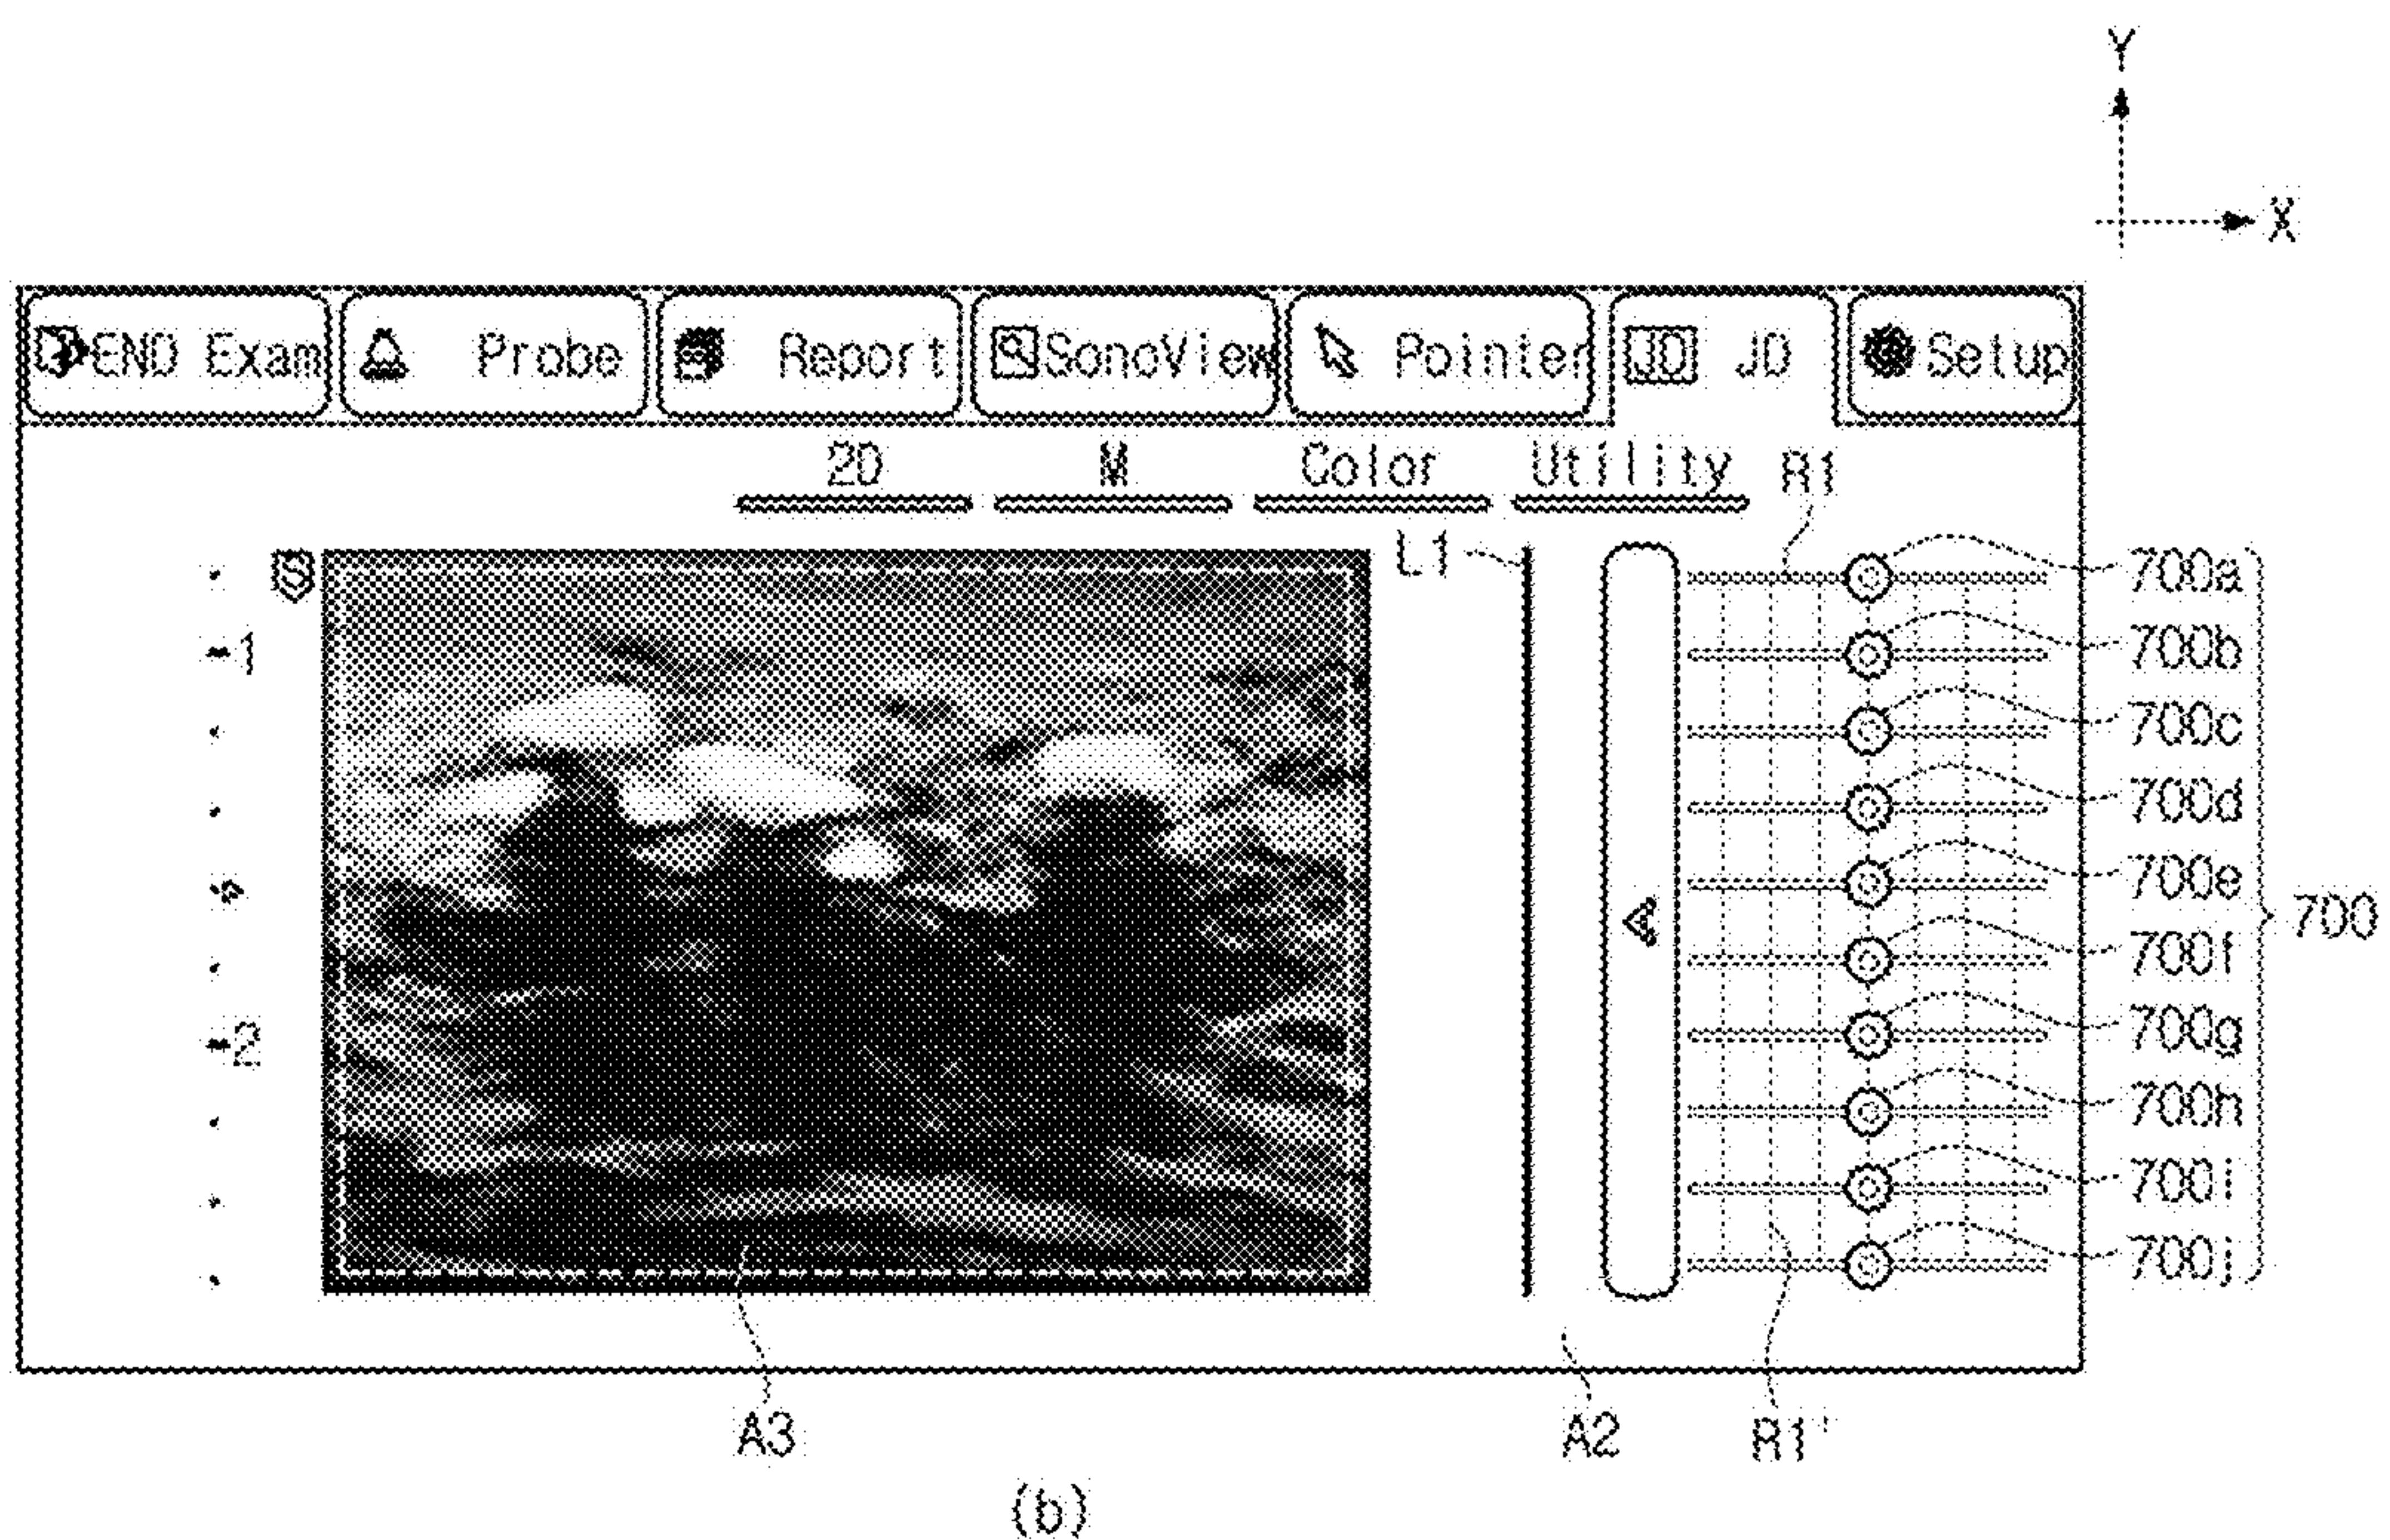 Y
X
END Exam Probe Report SonoView Pointer JD JD Setup
2D M Color Utility R1
L1
S
1
2
700a
700b
700c
700d
700e
700f
700g
700h
700i
700j
700
A3 A2 R1'
(b)